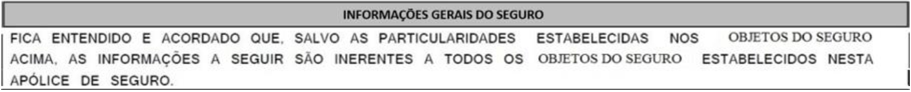 INFORMAÇÕES GERAIS DO SEGURO
FICA ENTENDIDO E ACORDADO QUE, SALVO AS PARTICULARIDADES ESTABELECIDAS NOS OBJETOS DO SEGURO
ACIMA, AS INFORMAÇÕES A SEGUIR SÃO INERENTES A TODOS OS OBJETOS DO SEGURO ESTABELECIDOS NESTA
APÓLICE DE SEGURO.